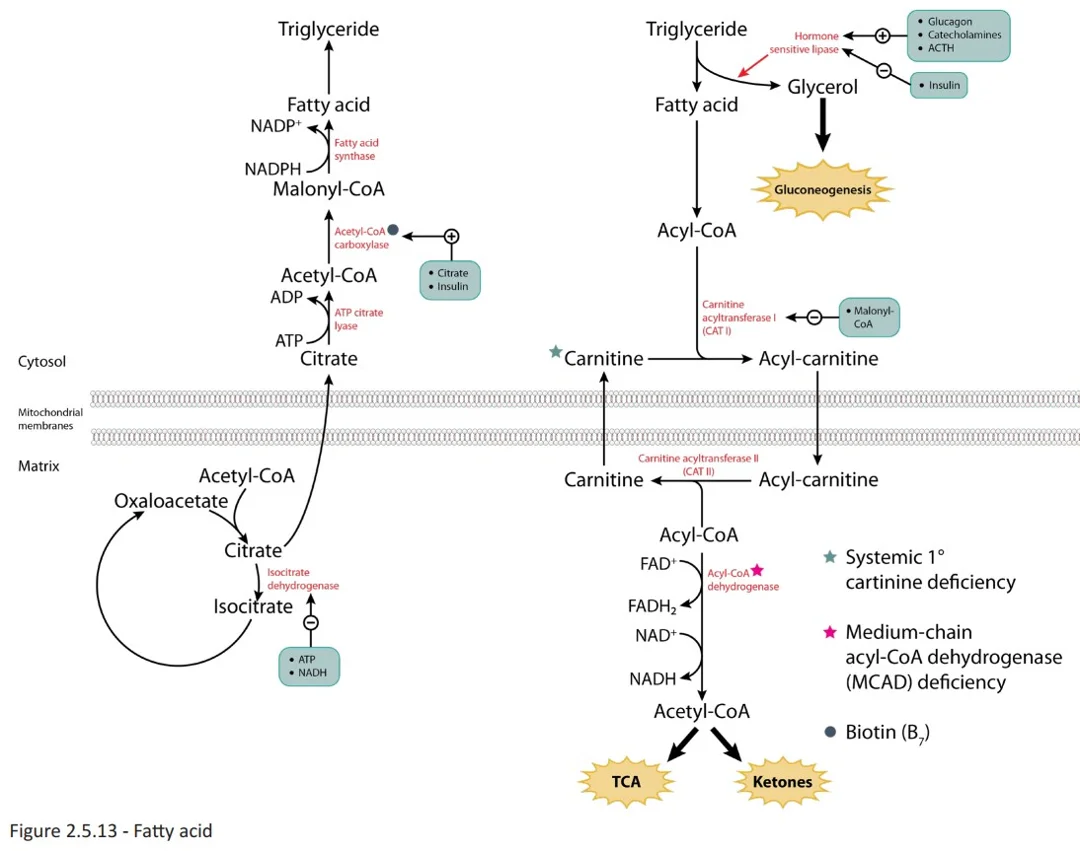 Triglyceride
Fatty acid
NADP⁺
Fatty acid
synthase
NADPH
Malonyl-CoA
Acetyl-CoA
carboxylase
• Citrate
• Insulin
Acetyl-CoA
ADP
ATP citrate
lyase
ATP
Citrate
Triglyceride
Hormone
sensitive lipase
+
• Glucagon
• Catecholamines
• ACTH
−
• Insulin
Glycerol
Fatty acid
Gluconeogenesis
Acyl-CoA
Carnitine
acyltransferase I
(CAT I)
−
• Malonyl-
CoA
Carnitine
Acyl-carnitine
Cytosol
Mitochondrial
membranes
Matrix
Acetyl-CoA
Oxaloacetate
Citrate
Isocitrate
dehydrogenase
Isocitrate
−
• ATP
• NADH
Carnitine acyltransferase II
(CAT II)
Carnitine
Acyl-carnitine
Acyl-CoA
FAD⁺
Acyl-CoA
dehydrogenase
FADH₂
NAD⁺
NADH
Acetyl-CoA
TCA
Ketones
Systemic 1°
cartinine deficiency
Medium-chain
acyl-CoA dehydrogenase
(MCAD) deficiency
Biotin (B₇)
Figure 2.5.13 - Fatty acid